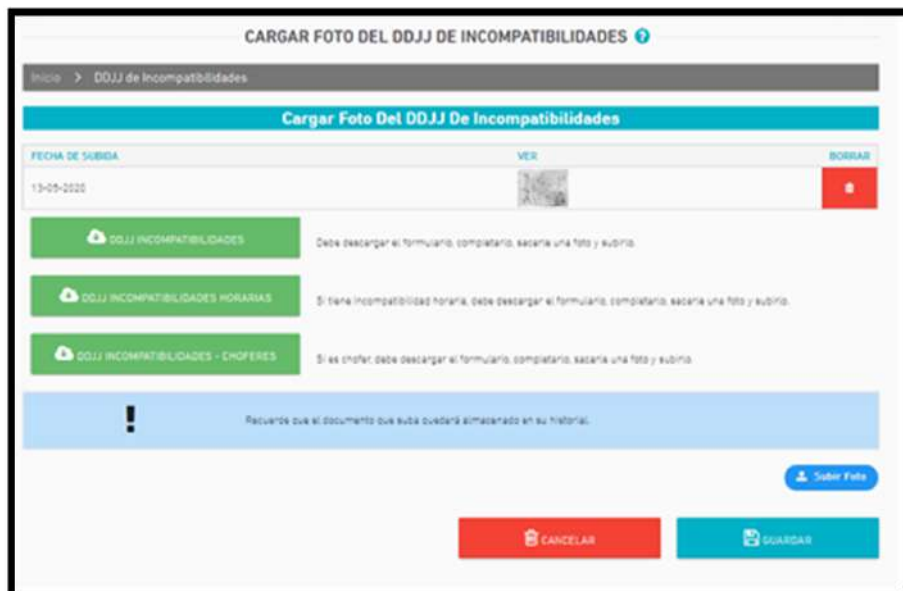 CARGAR FOTO DEL DDJJ DE INCOMPATIBILIDADES ?
Inicio > DDJJ de Incompatibilidades
Cargar Foto Del DDJJ De Incompatibilidades
FECHA DE SUBIDA VER BORRAR
13-05-2020
DDJJ INCOMPATIBILIDADES Debe descargar el formulario, completarlo, sacarle una foto y subirlo.
DDJJ INCOMPATIBILIDADES HORARIAS Si tiene incompatibilidad horaria, debe descargar el formulario, completarlo, sacarle una foto y subirlo.
DDJJ INCOMPATIBILIDADES - CHOFERES Si es chofer, debe descargar el formulario, completarlo, sacarle una foto y subirlo.
! Recuerde que el documento que suba quedará almacenado en su historial.
Subir Foto
CANCELAR GUARDAR